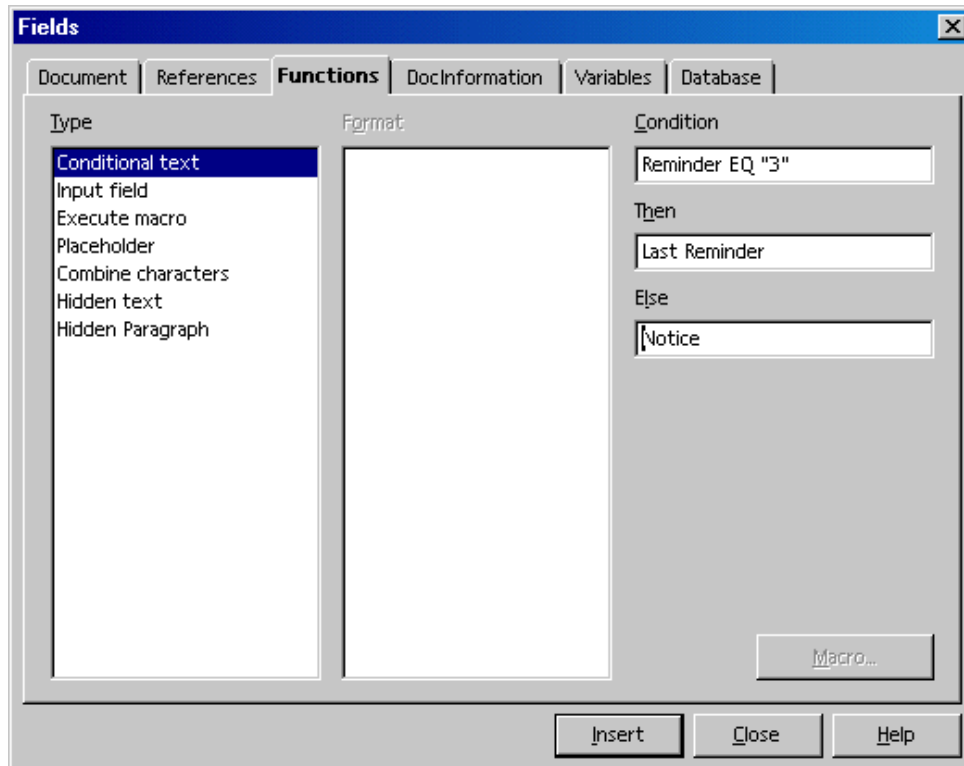 Fields
Document References Functions DocInformation Variables Database
Type Format Condition
Conditional text
Input field
Execute macro
Placeholder
Combine characters
Hidden text
Hidden Paragraph
Reminder EQ "3"
Then
Last Reminder
Else
Notice
Macro...
Insert Close Help